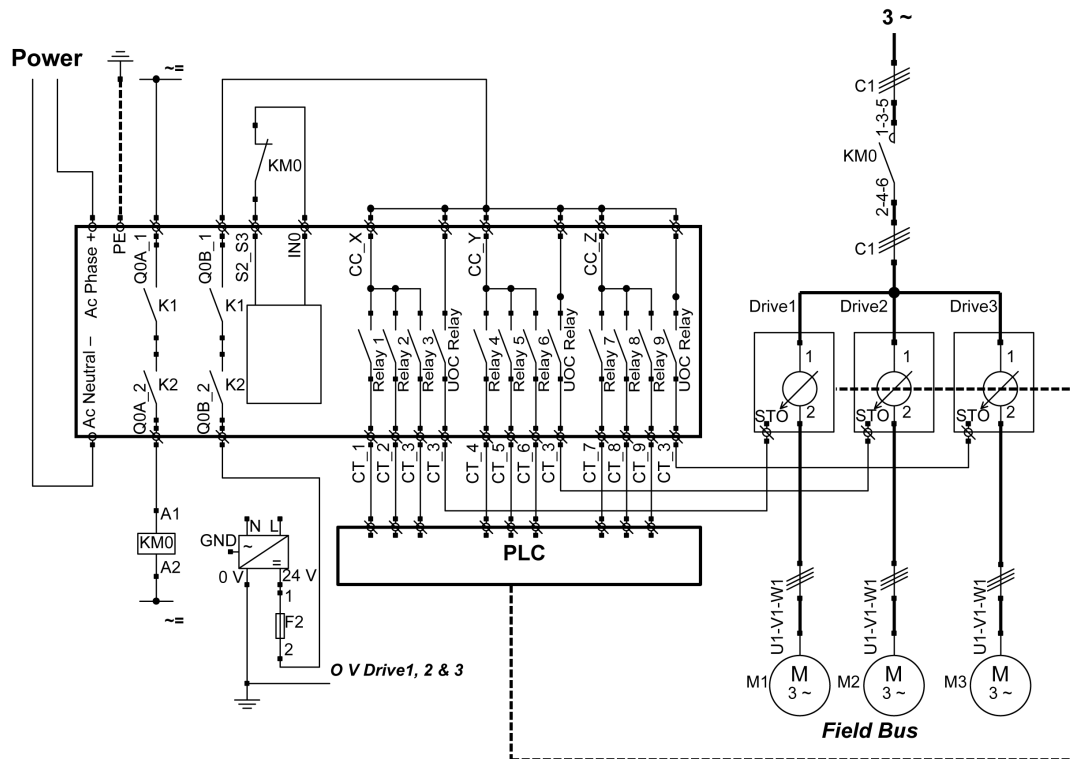 3 ~
Power
~=
C1
1-3-5
KM0
KM0
2-4-6
C1
Ac Phase +
PE
Q0A_1
Q0B_1
S2_S3
IN0
CC_X
CC_Y
CC_Z
K1
K1
Drive1
Drive2
Drive3
Relay 1
Relay 2
Relay 3
UOC Relay
Relay 4
Relay 5
Relay 6
UOC Relay
Relay 7
Relay 8
Relay 9
UOC Relay
1
1
1
Ac Neutral –
K2
K2
Q0A_2
Q0B_2
STO
2
STO
2
STO
2
CT_1
CT_2
CT_3
CT_3
CT_4
CT_5
CT_6
CT_3
CT_7
CT_8
CT_9
CT_3
A1
KM0
A2
~=
N L
GND
~
=
0 V
24 V
1
F2
2
PLC
O V Drive1, 2 & 3
U1-V1-W1
U1-V1-W1
U1-V1-W1
M1
M
3 ~
M2
M
3 ~
M3
M
3 ~
Field Bus